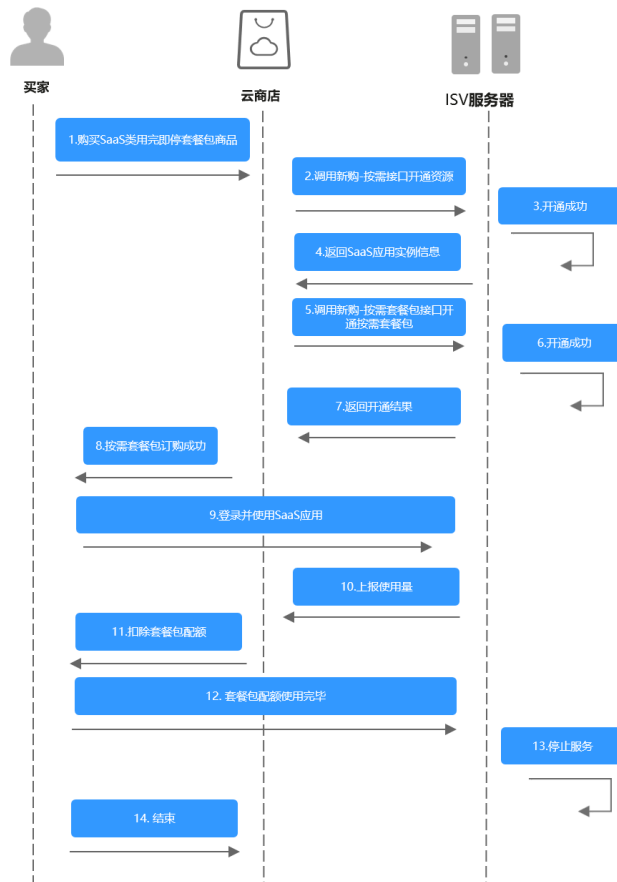 买家
云商店
ISV服务器
1.购买SaaS类用完即停套餐包商品
2.调用新购-按需接口开通资源
3.开通成功
4.返回SaaS应用实例信息
5.调用新购-按需套餐包接口开
通按需套餐包
6.开通成功
7.返回开通结果
8.按需套餐包订购成功
9.登录并使用SaaS应用
10.上报使用量
11.扣除套餐包配额
12. 套餐包配额使用完毕
13.停止服务
14. 结束